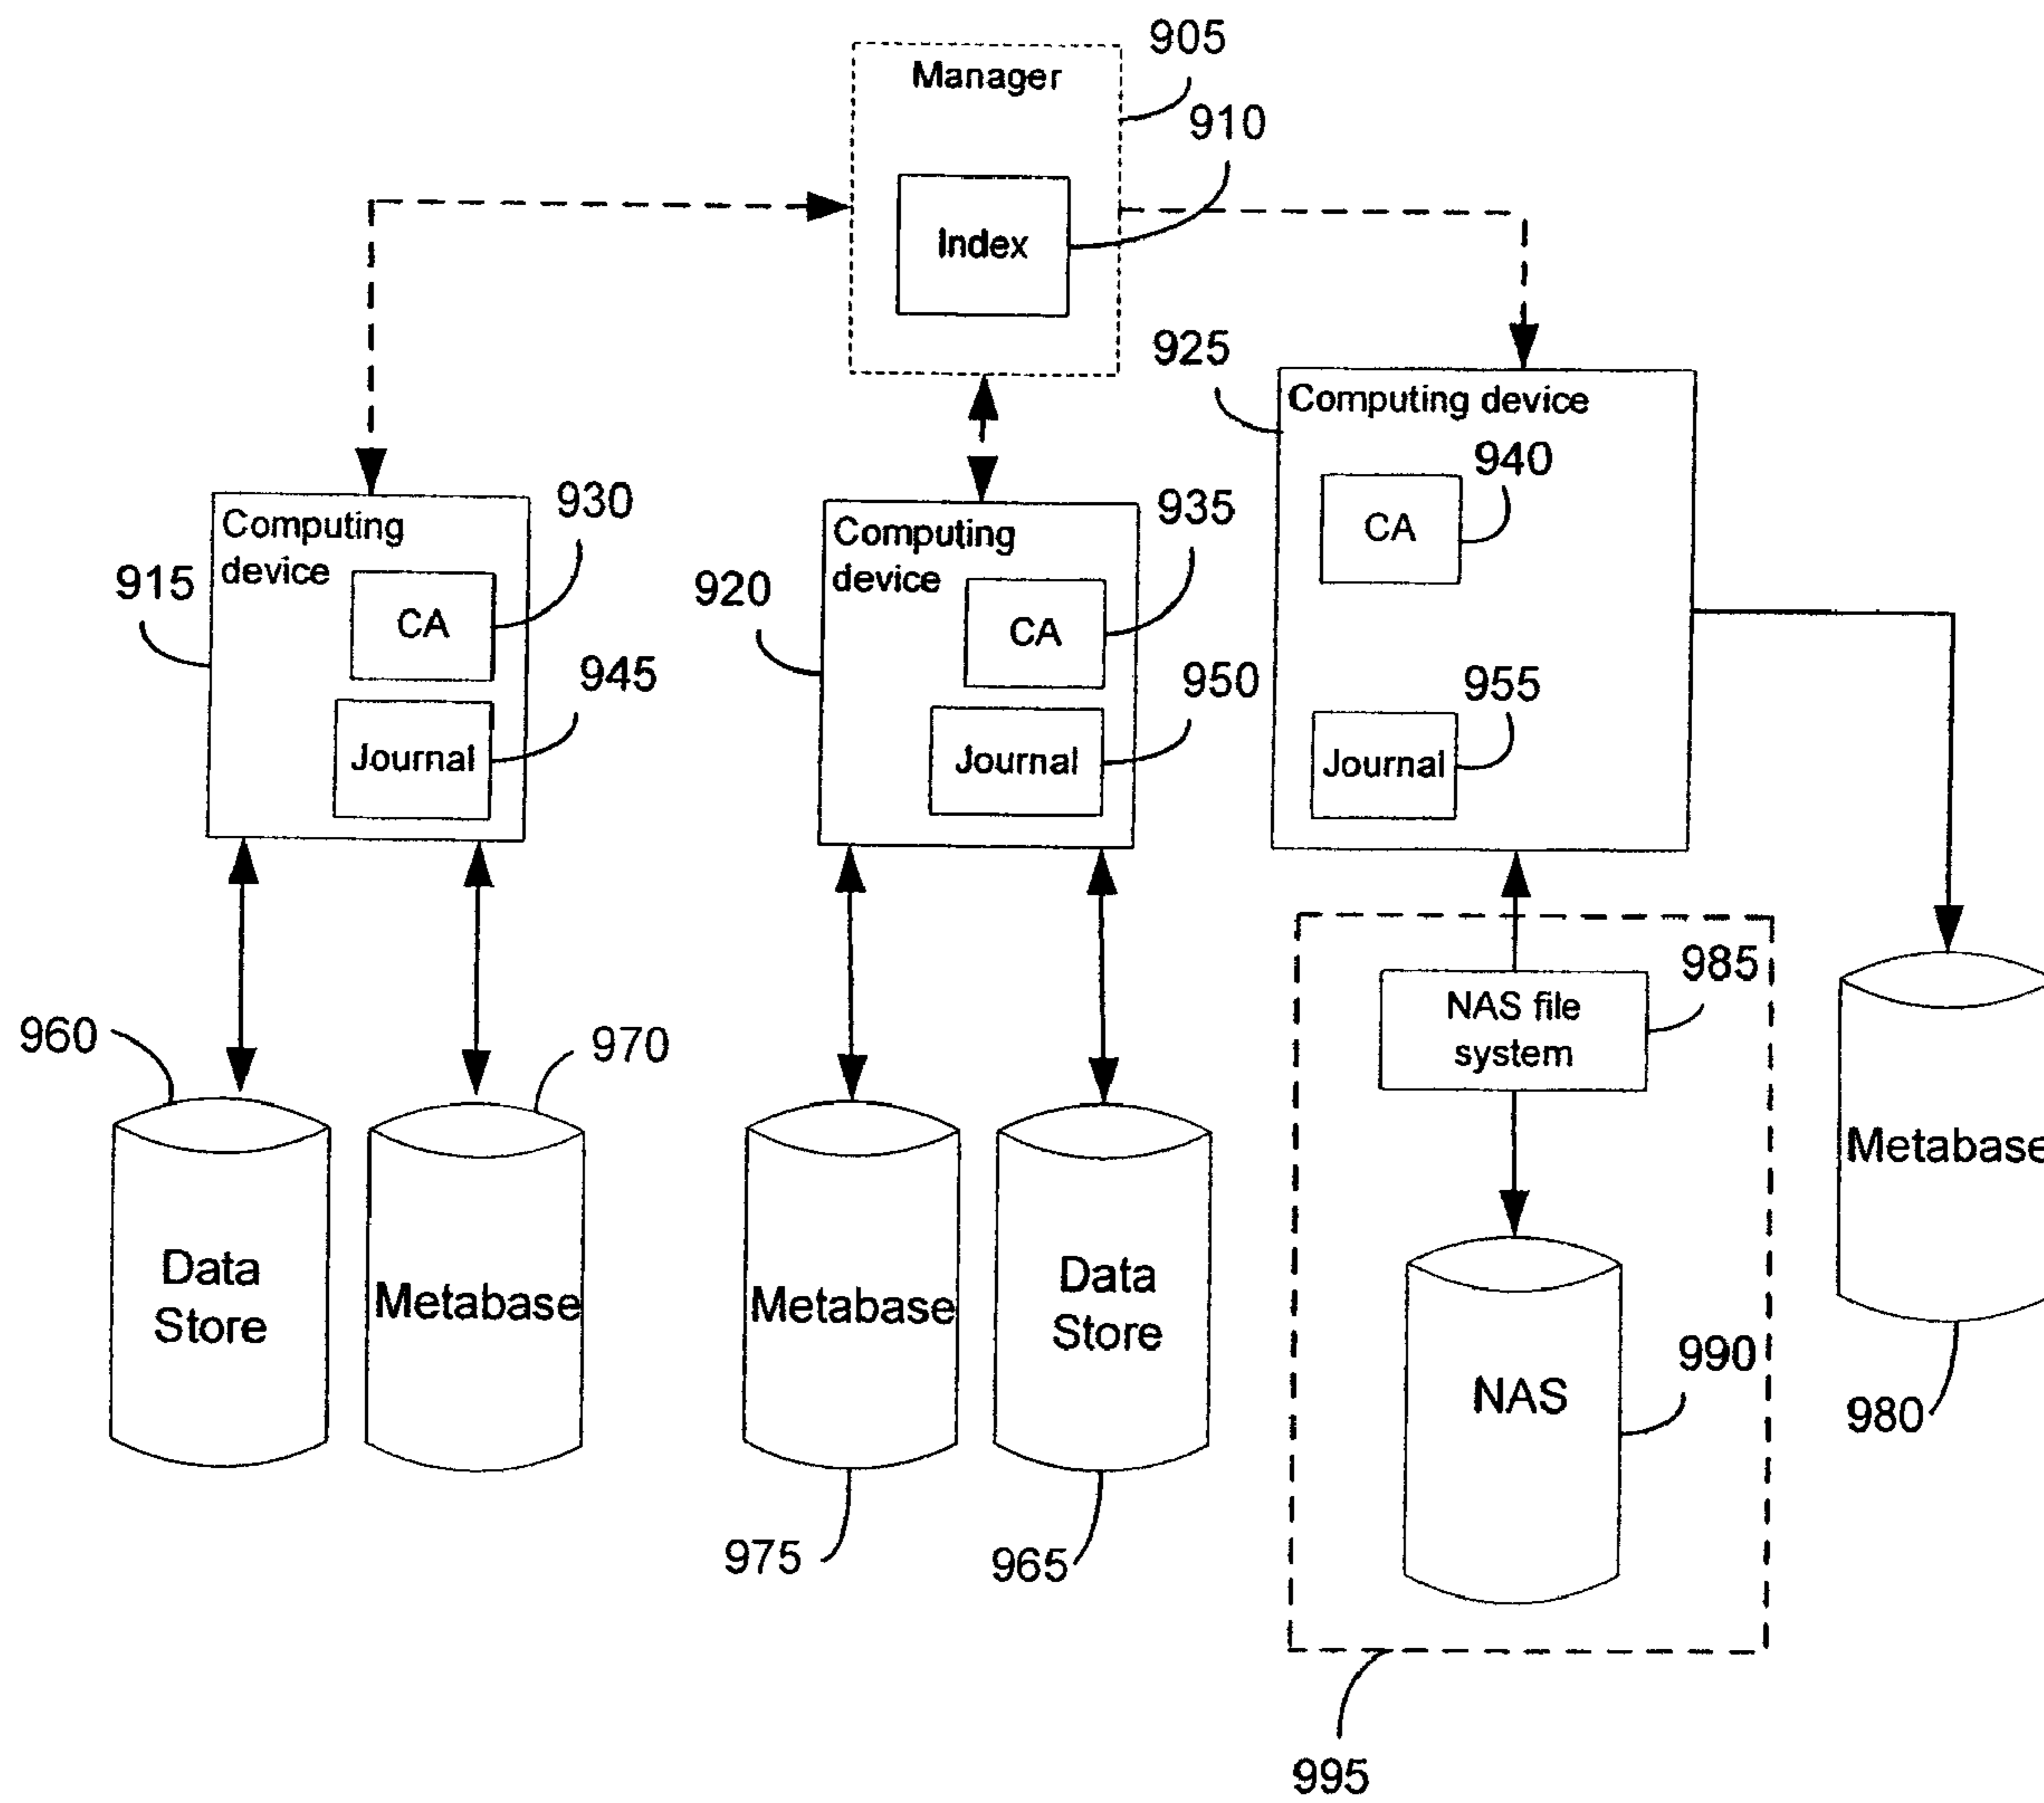 905
Manager
910
Index
925
Computing device
940
CA
955
Journal
930
Computing
device
915
CA
945
Journal
935
Computing
device
920
CA
950
Journal
960
970
985
NAS file
system
Data
Store
Metabase
Metabase
Data
Store
Metabase
NAS
990
980
975
965
995